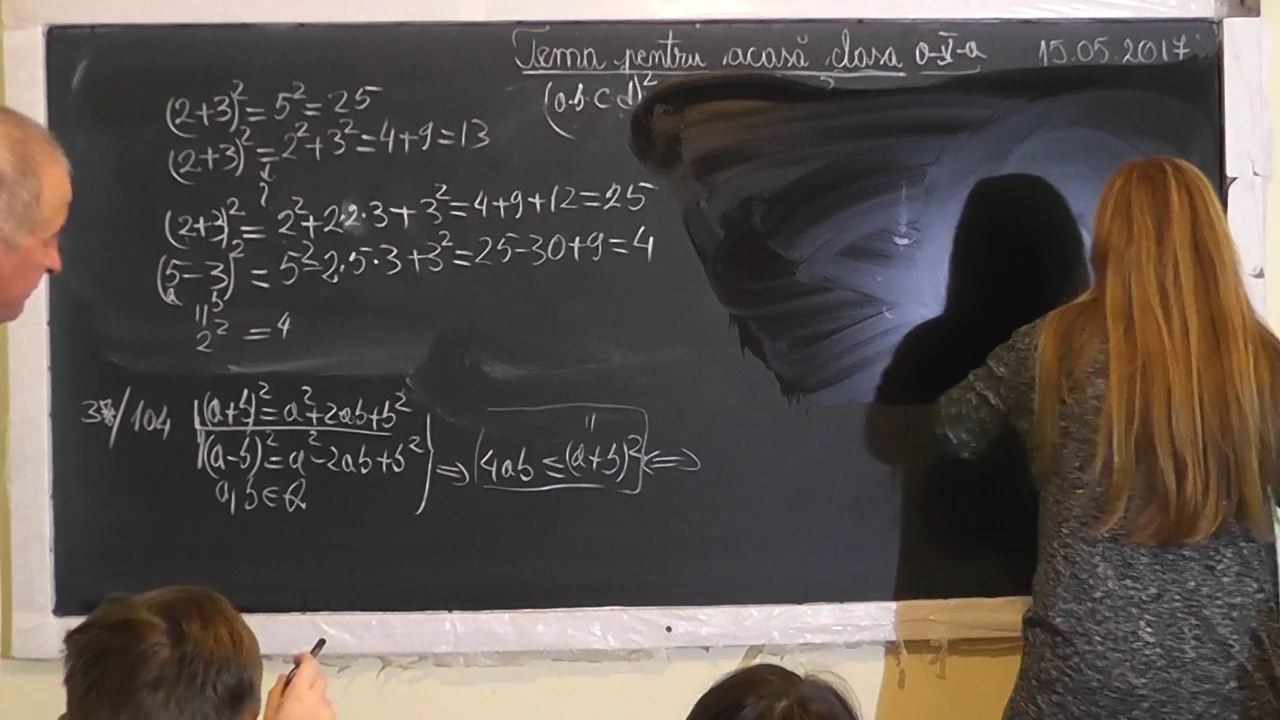 Tema pentru acasă clasa a-V-a 15.05.2017
(a·b·c·d)²
(2+3)² = 5² = 25
(2+3)² = 2² + 3² = 4+9 = 13
↓
?
(2+3)² = 2² + 2·2·3 + 3² = 4+9+12 = 25
(5-3)² = 5² - 2·5·3 + 3² = 25-30+9 = 4
"
2² = 4
/104 (a+b)² = a² + 2ab + b²
(a-b)² = a² - 2ab + b² ⇒ 4ab ≤ (a+b)² ⇔
a, b ∈ Q